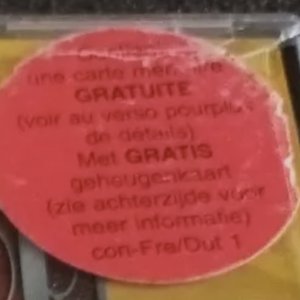 une carte mémoire
GRATUITE
(voir au verso pour plus
de détails)
Met GRATIS
geheugenkaart
(zie achterzijde voor
meer informatie)
con-Fre/Dut 1